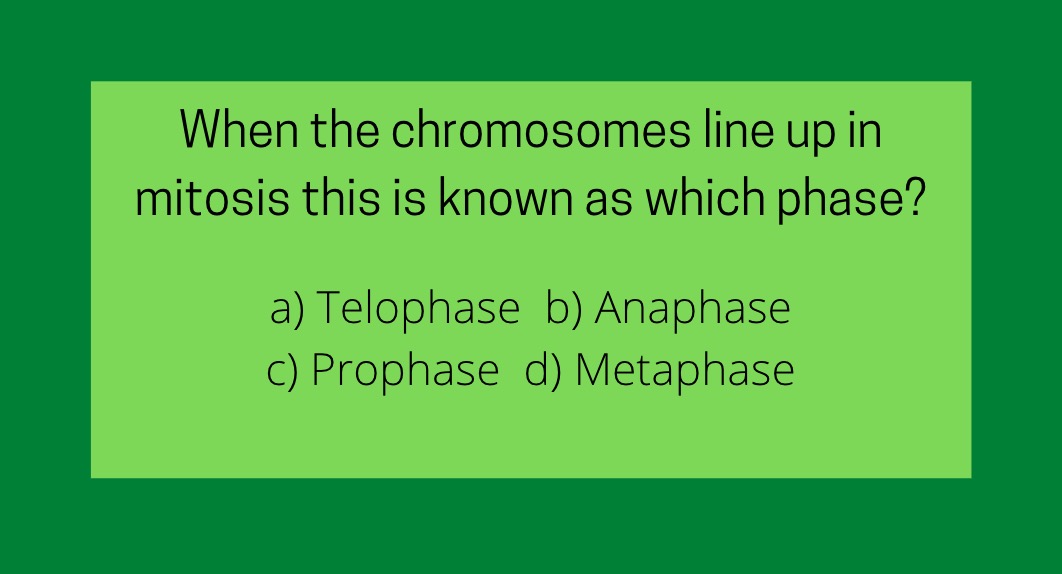 When the chromosomes line up in
mitosis this is known as which phase?
a) Telophase b) Anaphase
c) Prophase d) Metaphase